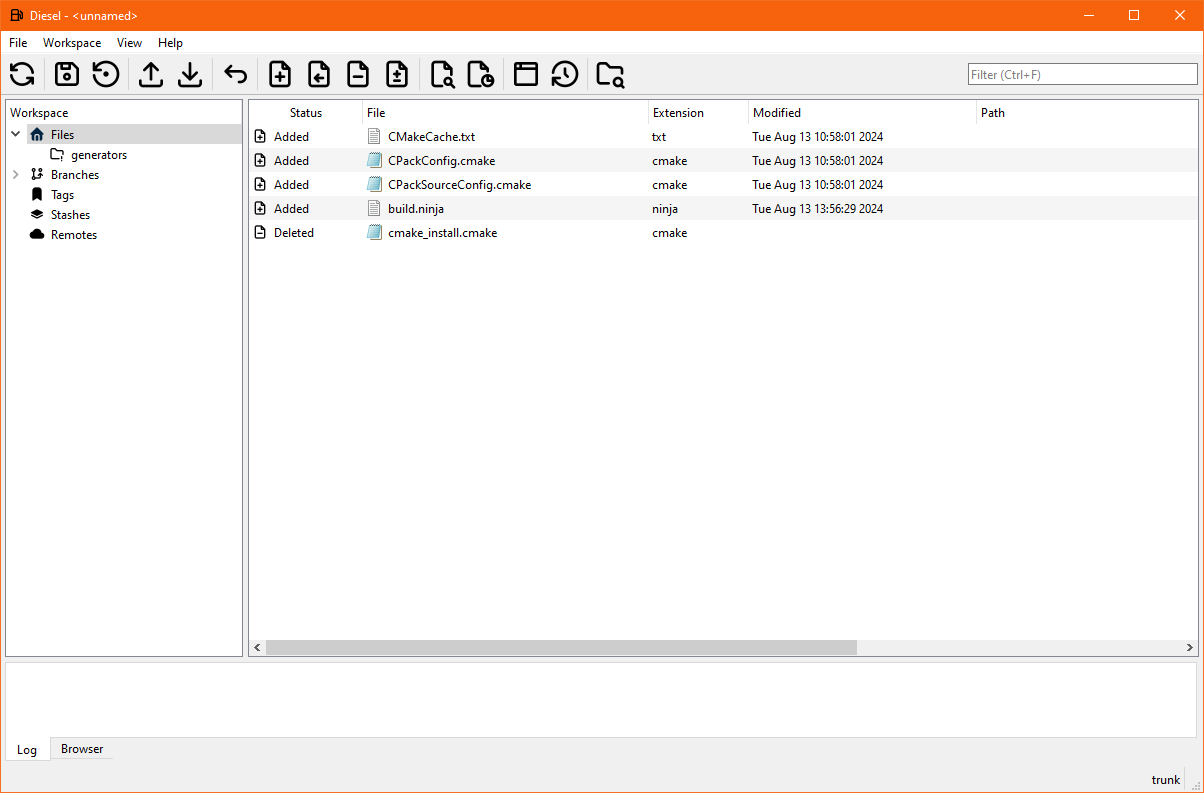 Diesel - <unnamed>
File Workspace View Help
Filter (Ctrl+F)
Workspace
Files
generators
Branches
Tags
Stashes
Remotes
Status File Extension Modified Path
Added CMakeCache.txt txt Tue Aug 13 10:58:01 2024
Added CPackConfig.cmake cmake Tue Aug 13 10:58:01 2024
Added CPackSourceConfig.cmake cmake Tue Aug 13 10:58:01 2024
Added build.ninja ninja Tue Aug 13 13:56:29 2024
Deleted cmake_install.cmake cmake
Log Browser
trunk